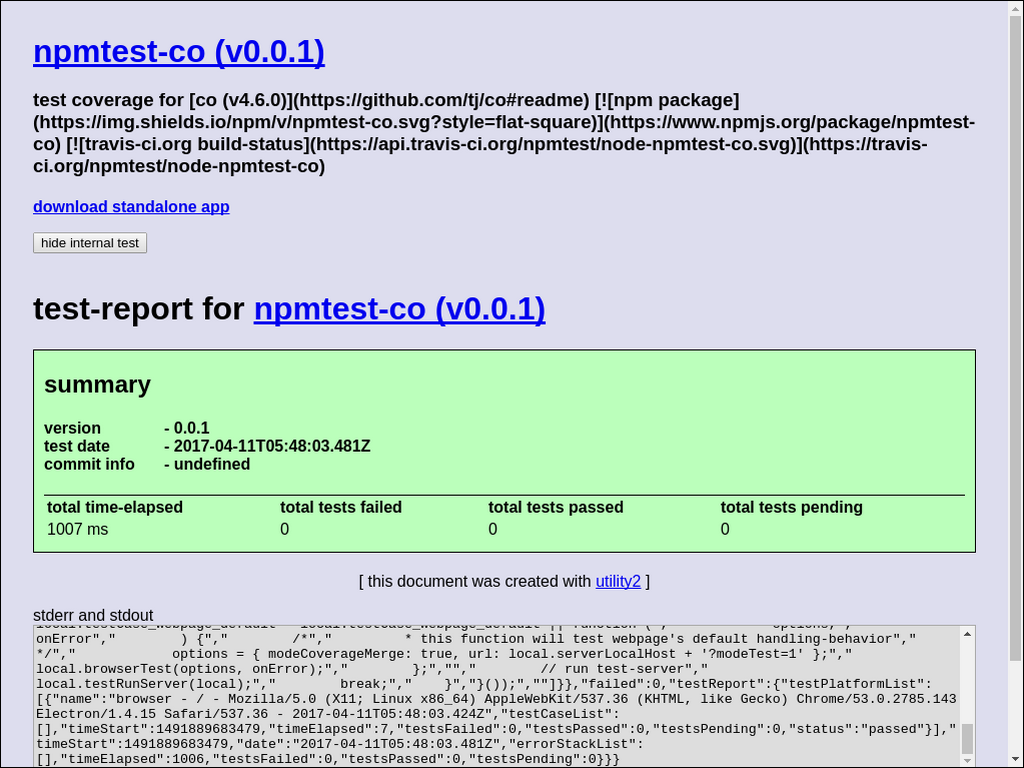 npmtest-co (v0.0.1)
test coverage for [co (v4.6.0)](https://github.com/tj/co#readme) [![npm package]
(https://img.shields.io/npm/v/npmtest-co.svg?style=flat-square)](https://www.npmjs.org/package/npmtest-
co) [![travis-ci.org build-status](https://api.travis-ci.org/npmtest/node-npmtest-co.svg)](https://travis-
ci.org/npmtest/node-npmtest-co)
download standalone app
hide internal test
test-report for npmtest-co (v0.0.1)
summary
version - 0.0.1
test date - 2017-04-11T05:48:03.481Z
commit info - undefined
total time-elapsed total tests failed total tests passed total tests pending
1007 ms 0 0 0
[ this document was created with utility2 ]
stderr and stdout
onError","        ) {","        /*","         * this function will test webpage's default handling-behavior","
*/","            options = { modeCoverageMerge: true, url: local.serverLocalHost + '?modeTest=1' };","
local.browserTest(options, onError);","        };","","        // run test-server","
local.testRunServer(local);","        break;","    }","}());",""]}},"failed":0,"testReport":{"testPlatformList":
[{"name":"browser - / - Mozilla/5.0 (X11; Linux x86_64) AppleWebKit/537.36 (KHTML, like Gecko) Chrome/53.0.2785.143
Electron/1.4.15 Safari/537.36 - 2017-04-11T05:48:03.424Z","testCaseList":
[],"timeStart":1491889683479,"timeElapsed":7,"testsFailed":0,"testsPassed":0,"testsPending":0,"status":"passed"}],"
timeStart":1491889683479,"date":"2017-04-11T05:48:03.481Z","errorStackList":
[],"timeElapsed":1006,"testsFailed":0,"testsPassed":0,"testsPending":0}}}